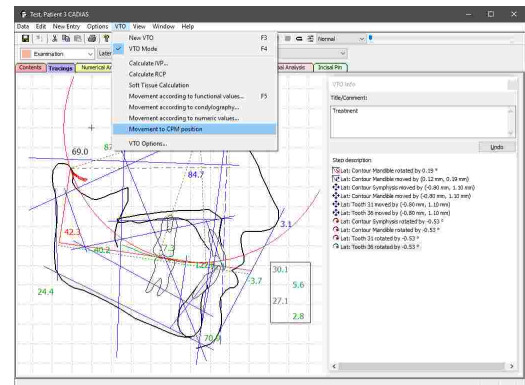 Test, Patient 3 CADIAS
Data Edit New Entry Options VTO View Window Help
Normal
Examination
Later
Contents Tracings Numerical Ar
ial Analysis Incisal Pin
New VTO F3
VTO Mode F4
Calculate IVP...
Calculate RCP
Soft Tissue Calculation
Movement according to functional values... F5
Movement according to condylography...
Movement according to numeric values...
Movement to CPM position
VTO Options...
69.0
87
84.7
42.3
40.2
7.3
3.1
-3.7
24.4
30.1
5.6
27.1
2.8
VTO Info
Title/Comment:
Treatment
Undo
Step description:
Lat: Contour Mandible rotated by 0.19 °
Lat: Contour Mandible moved by (0.12 mm, 0.19 mm)
Lat: Contour Symphysis moved by (-0.80 mm, 1.10 mm)
Lat: Contour Mandible moved by (-0.80 mm, 1.10 mm)
Lat: Tooth 31 moved by (-0.80 mm, 1.10 mm)
Lat: Tooth 36 moved by (-0.80 mm, 1.10 mm)
Lat: Contour Symphysis rotated by -0.53 °
Lat: Contour Mandible rotated by -0.53 °
Lat: Tooth 31 rotated by -0.53 °
Lat: Tooth 36 rotated by -0.53 °